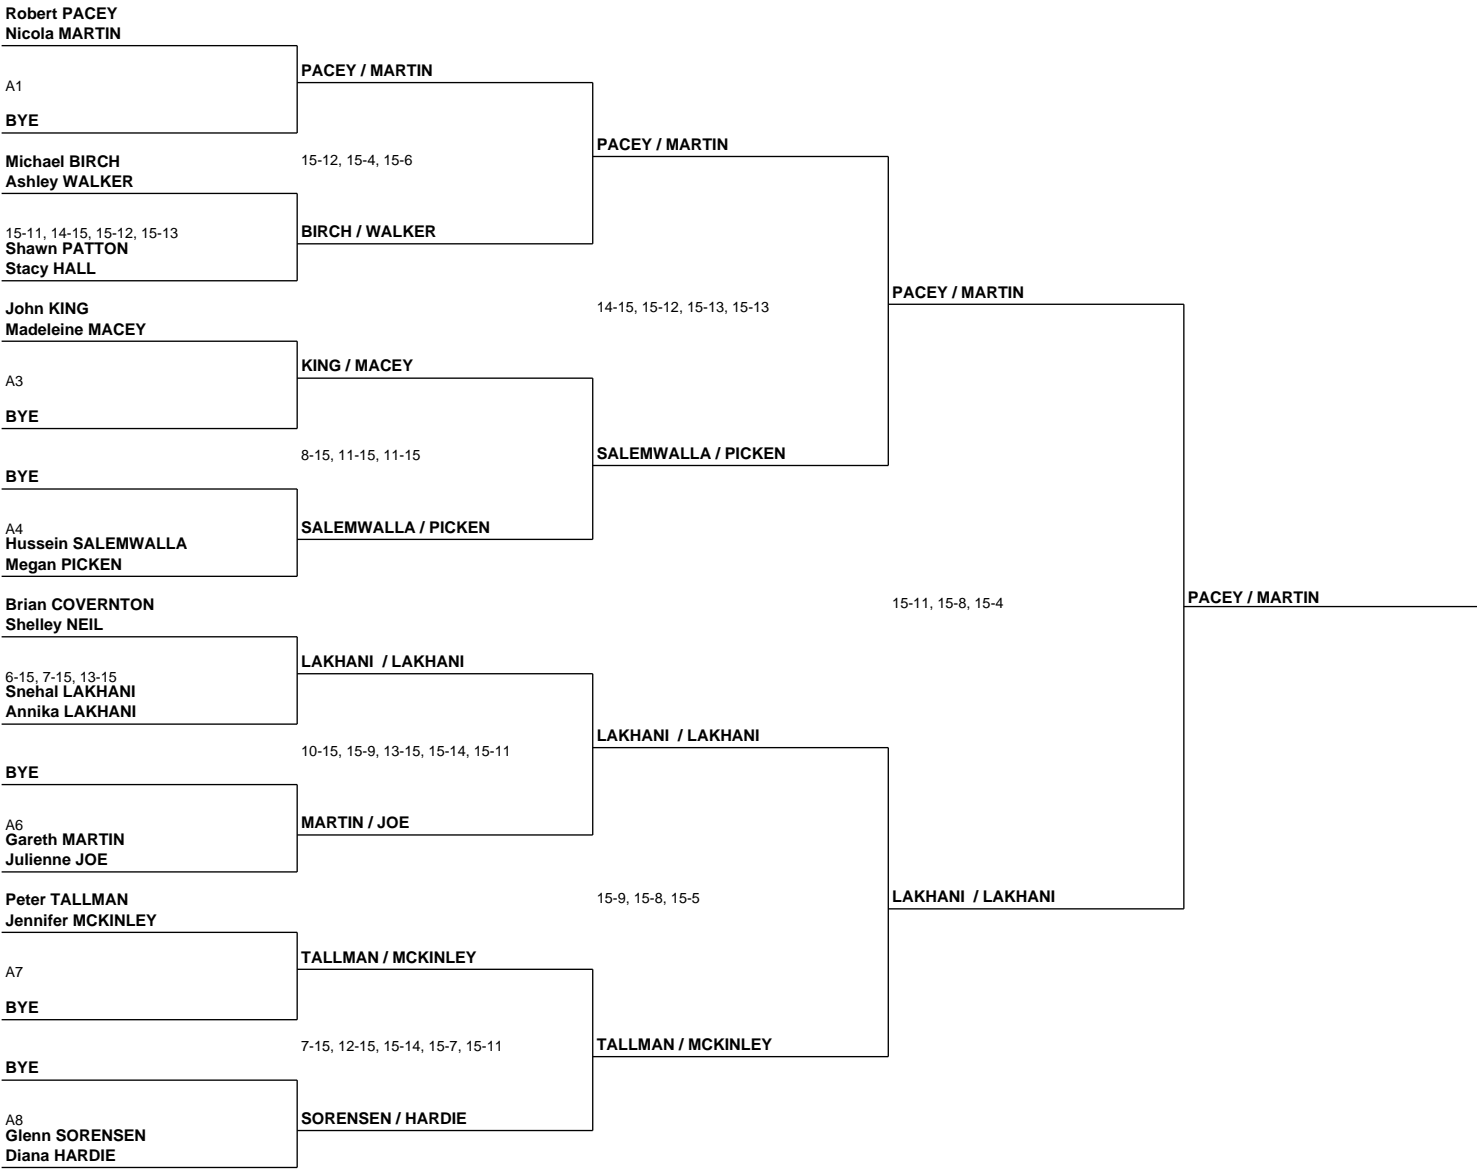 Robert PACEY
Nicola MARTIN
A1
BYE
Michael BIRCH
Ashley WALKER
15-11, 14-15, 15-12, 15-13
Shawn PATTON
Stacy HALL
John KING
Madeleine MACEY
A3
BYE
BYE
A4
Hussein SALEMWALLA
Megan PICKEN
Brian COVERNTON
Shelley NEIL
6-15, 7-15, 13-15
Snehal LAKHANI
Annika LAKHANI
BYE
A6
Gareth MARTIN
Julienne JOE
Peter TALLMAN
Jennifer MCKINLEY
A7
BYE
BYE
A8
Glenn SORENSEN
Diana HARDIE
PACEY / MARTIN
15-12, 15-4, 15-6
BIRCH / WALKER
KING / MACEY
8-15, 11-15, 11-15
SALEMWALLA / PICKEN
LAKHANI / LAKHANI
10-15, 15-9, 13-15, 15-14, 15-11
MARTIN / JOE
TALLMAN / MCKINLEY
7-15, 12-15, 15-14, 15-7, 15-11
SORENSEN / HARDIE
PACEY / MARTIN
14-15, 15-12, 15-13, 15-13
SALEMWALLA / PICKEN
LAKHANI / LAKHANI
15-9, 15-8, 15-5
TALLMAN / MCKINLEY
PACEY / MARTIN
15-11, 15-8, 15-4
LAKHANI / LAKHANI
PACEY / MARTIN